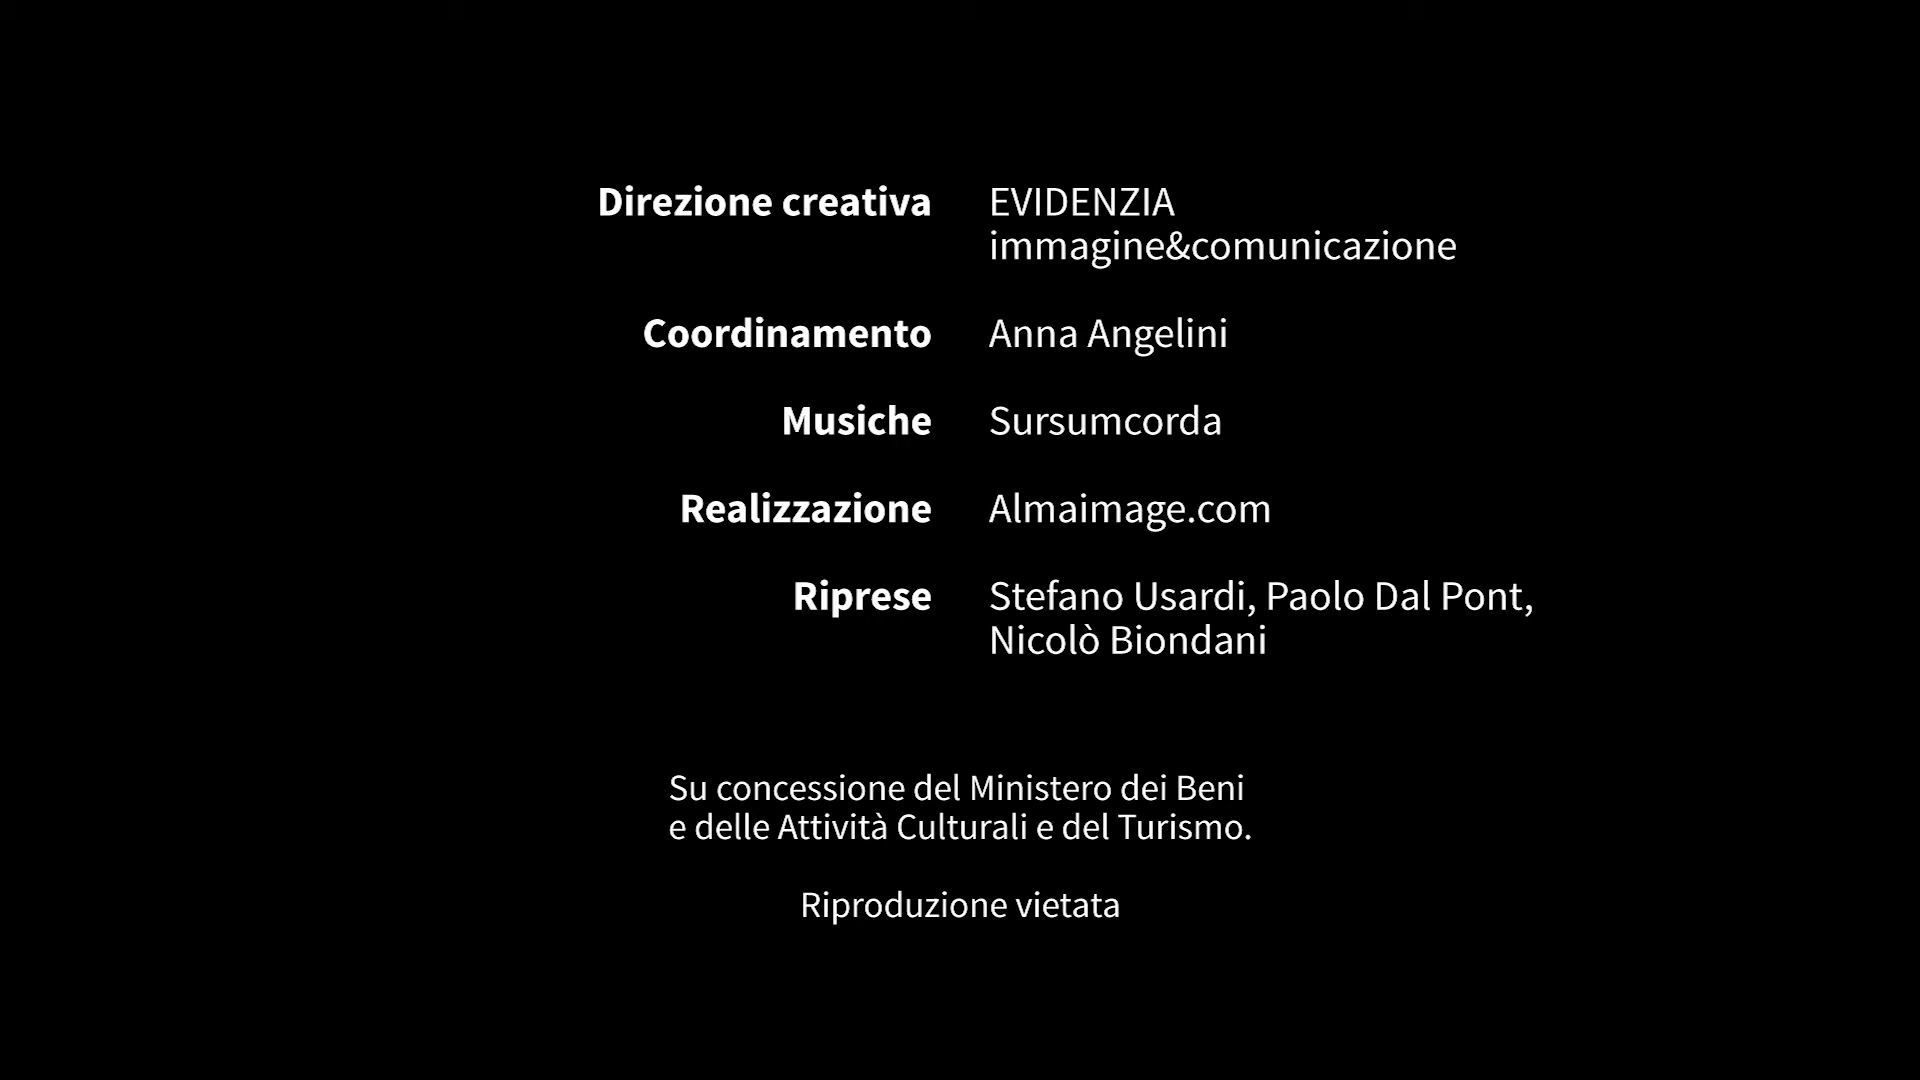 Direzione creativa EVIDENZIA
immagine&comunicazione
Coordinamento Anna Angelini
Musiche Sursumcorda
Realizzazione Almaimage.com
Riprese Stefano Usardi, Paolo Dal Pont,
Nicolò Biondani
Su concessione del Ministero dei Beni
e delle Attività Culturali e del Turismo.
Riproduzione vietata